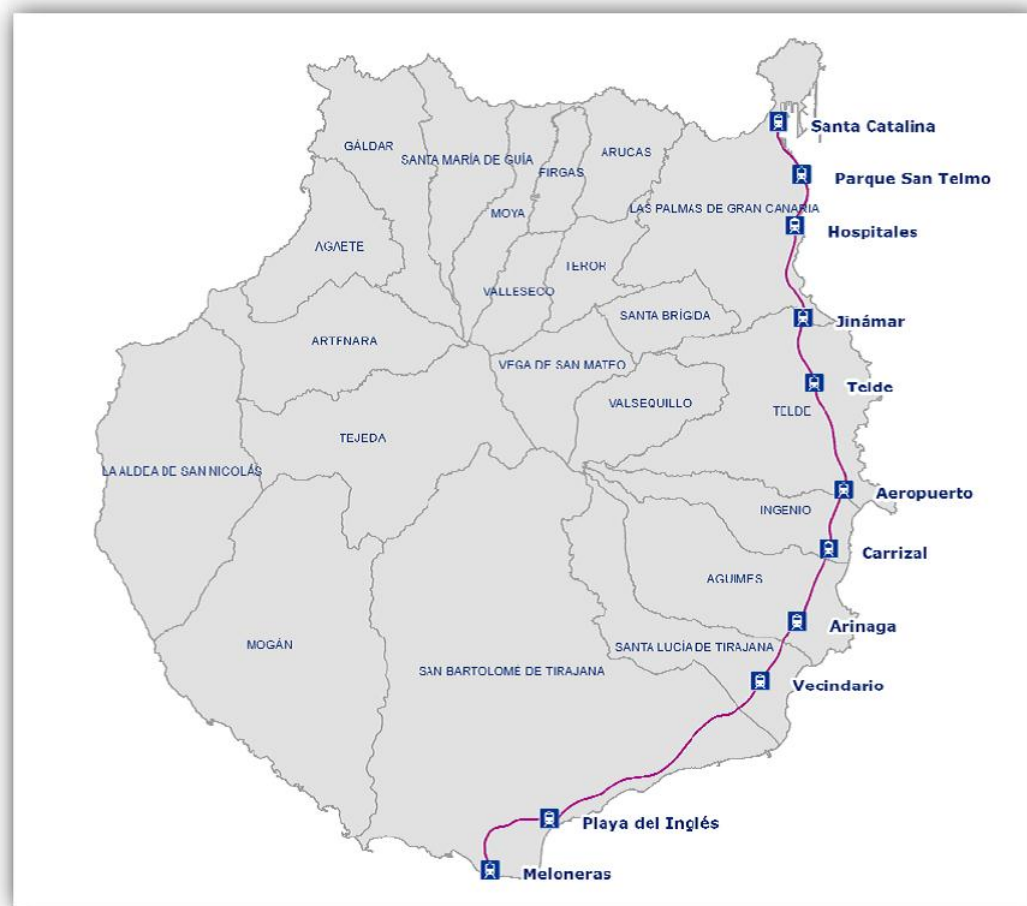 Santa Catalina
GÁLDAR
SANTA MARÍA DE GUÍA
ARUCAS
FIRGAS
Parque San Telmo
MOYA
LAS PALMAS DE GRAN CANARIA
Hospitales
AGAETE
TEROR
VALLESECO
SANTA BRÍGIDA
Jinámar
ARTENARA
VEGA DE SAN MATEO
Telde
VALSEQUILLO
TELDE
TEJEDA
LA ALDEA DE SAN NICOLÁS
Aeropuerto
INGENIO
Carrizal
AGUIMES
Arinaga
MOGÁN
SANTA LUCÍA DE TIRAJANA
SAN BARTOLOMÉ DE TIRAJANA
Vecindario
Playa del Inglés
Meloneras